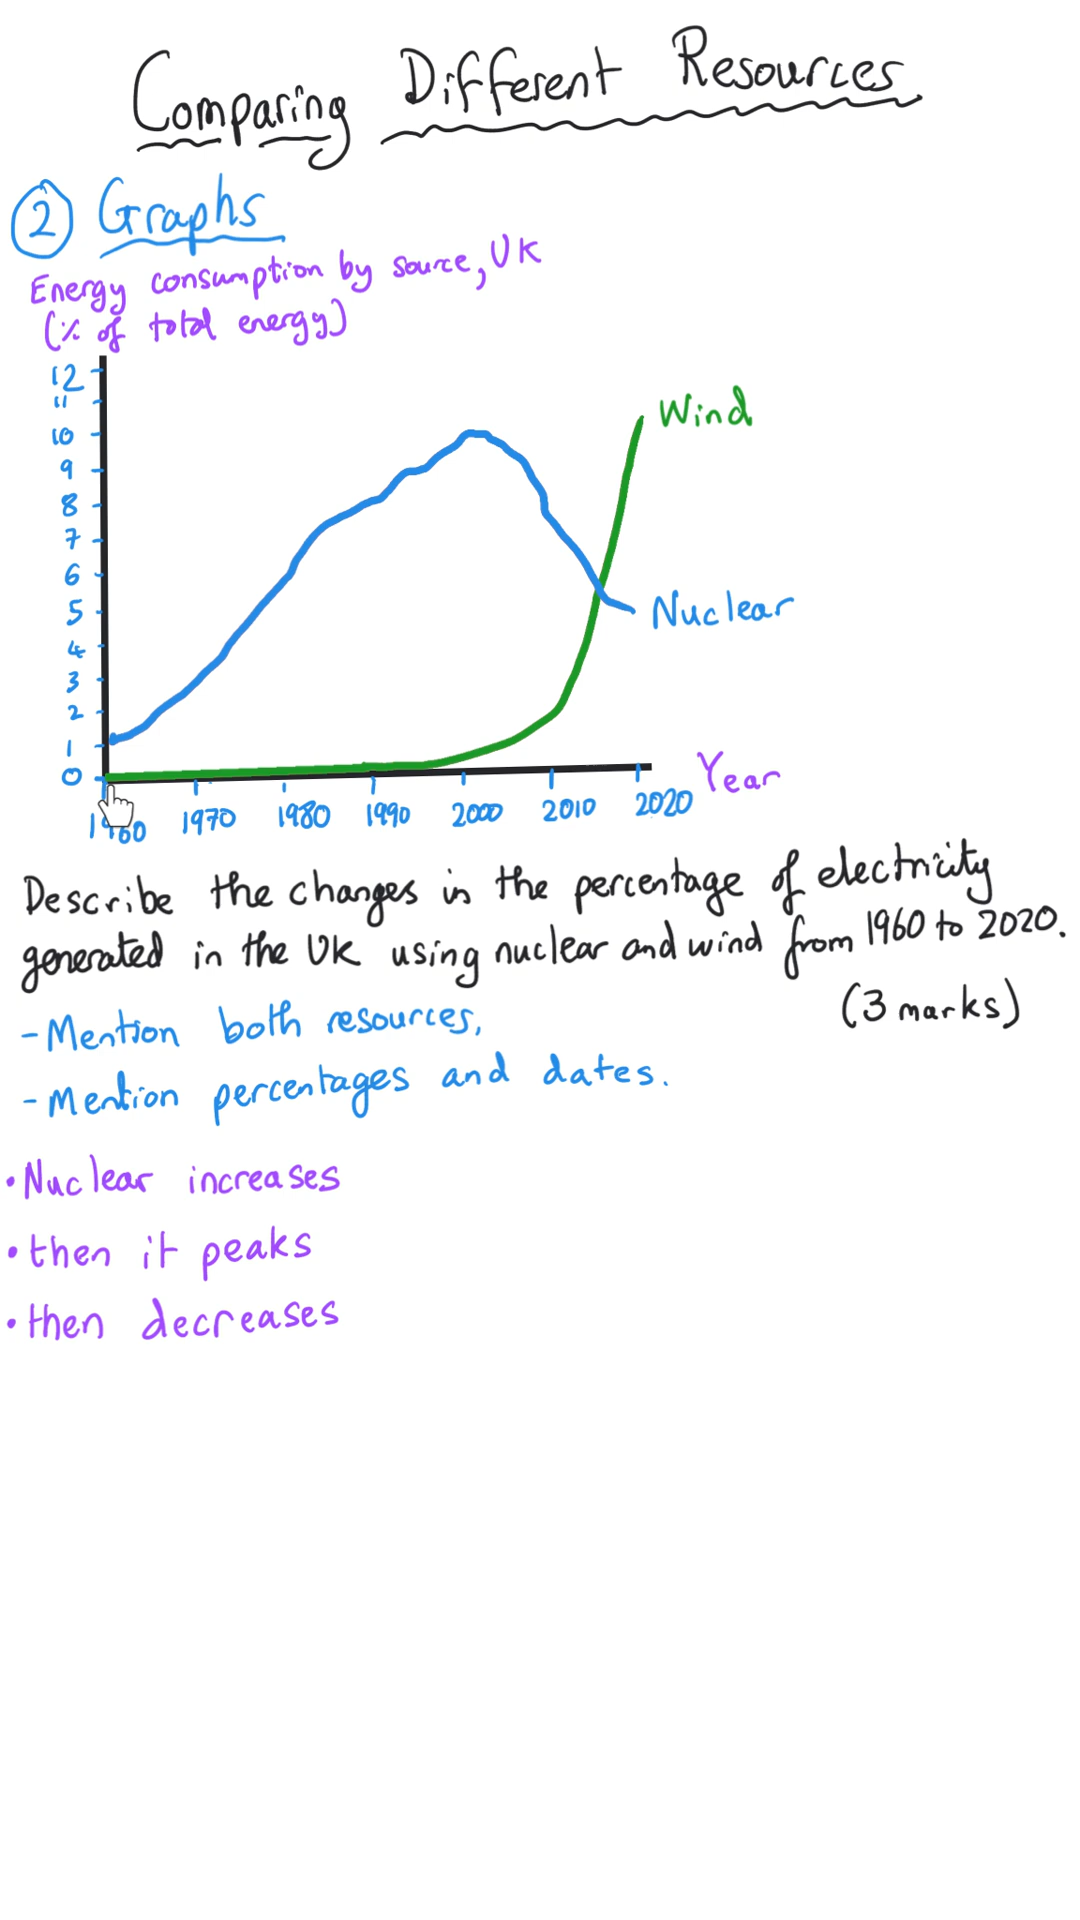 Comparing Different Resources
2 Graphs
Energy consumption by source, UK
(% of total energy)
12
11
10
9
8
7
6
5
4
3
2
1
0
Wind
Nuclear
Year
1960 1970 1980 1990 2000 2010 2020
Describe the changes in the percentage of electricity
generated in the UK using nuclear and wind from 1960 to 2020.
(3 marks)
- Mention both resources,
- Mention percentages and dates.
• Nuclear increases
• then it peaks
• then decreases